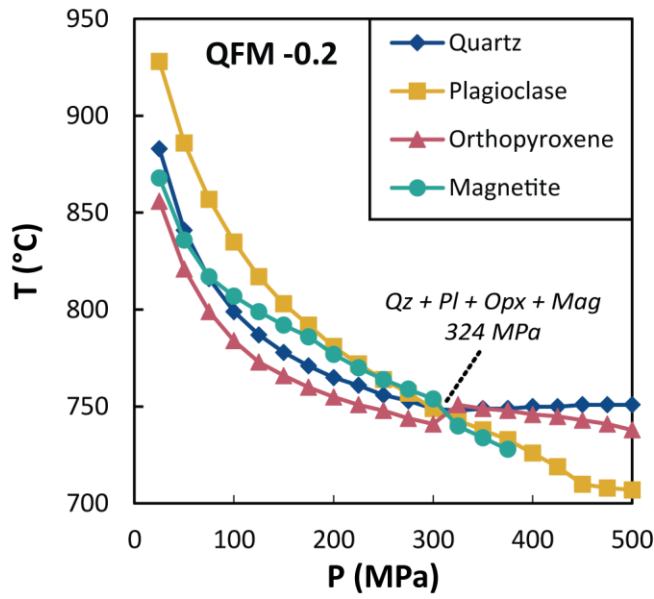 QFM -0.2
Quartz
Plagioclase
Orthopyroxene
Magnetite
Qz + Pl + Opx + Mag
324 MPa
T (°C)
950
900
850
800
750
700
0
100
200
300
400
500
P (MPa)